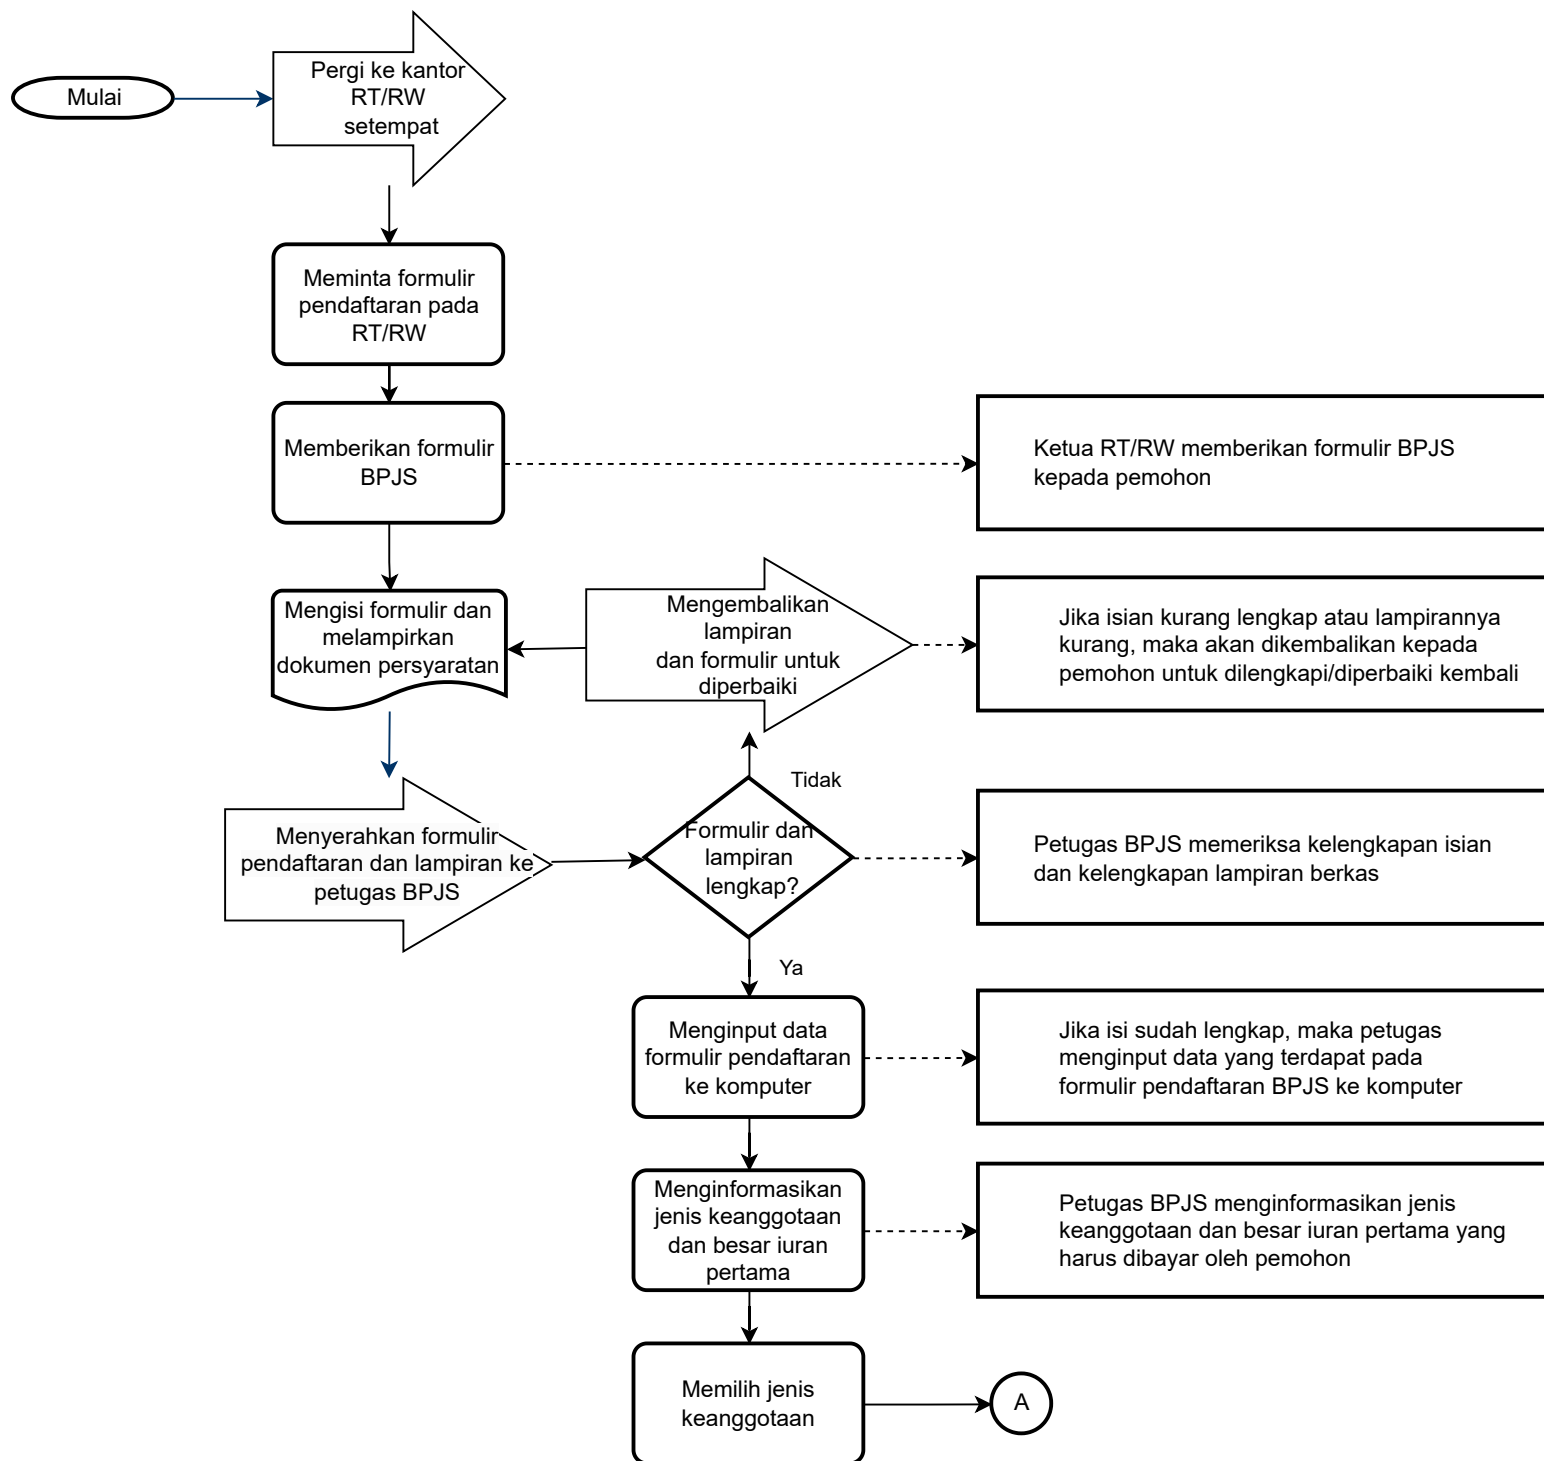 Mulai
Pergi ke kantor
RT/RW
setempat
Meminta formulir
pendaftaran pada
RT/RW
Memberikan formulir
BPJS
Ketua RT/RW memberikan formulir BPJS
kepada pemohon
Mengisi formulir dan
melampirkan
dokumen persyaratan
Mengembalikan
lampiran
dan formulir untuk
diperbaiki
Jika isian kurang lengkap atau lampirannya
kurang, maka akan dikembalikan kepada
pemohon untuk dilengkapi/diperbaiki kembali
Tidak
Menyerahkan formulir
pendaftaran dan lampiran ke
petugas BPJS
Formulir dan
lampiran
lengkap?
Petugas BPJS memeriksa kelengkapan isian
dan kelengkapan lampiran berkas
Ya
Menginput data
formulir pendaftaran
ke komputer
Jika isi sudah lengkap, maka petugas
menginput data yang terdapat pada
formulir pendaftaran BPJS ke komputer
Menginformasikan
jenis keanggotaan
dan besar iuran
pertama
Petugas BPJS menginformasikan jenis
keanggotaan dan besar iuran pertama yang
harus dibayar oleh pemohon
Memilih jenis
keanggotaan
A